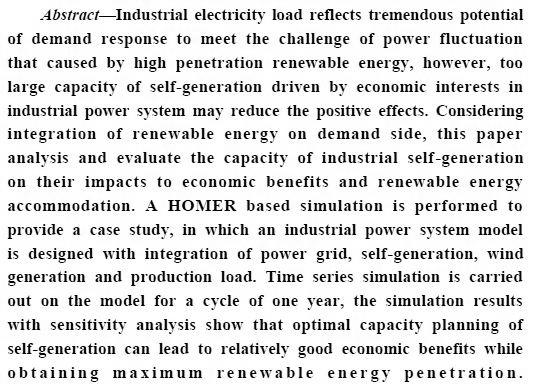 Abstract—Industrial electricity load reflects tremendous potential
of demand response to meet the challenge of power fluctuation
that caused by high penetration renewable energy, however, too
large capacity of self-generation driven by economic interests in
industrial power system may reduce the positive effects. Considering
integration of renewable energy on demand side, this paper
analysis and evaluate the capacity of industrial self-generation
on their impacts to economic benefits and renewable energy
accommodation. A HOMER based simulation is performed to
provide a case study, in which an industrial power system model
is designed with integration of power grid, self-generation, wind
generation and production load. Time series simulation is carried
out on the model for a cycle of one year, the simulation results
with sensitivity analysis show that optimal capacity planning of
self-generation can lead to relatively good economic benefits while
obtaining maximum renewable energy penetration.